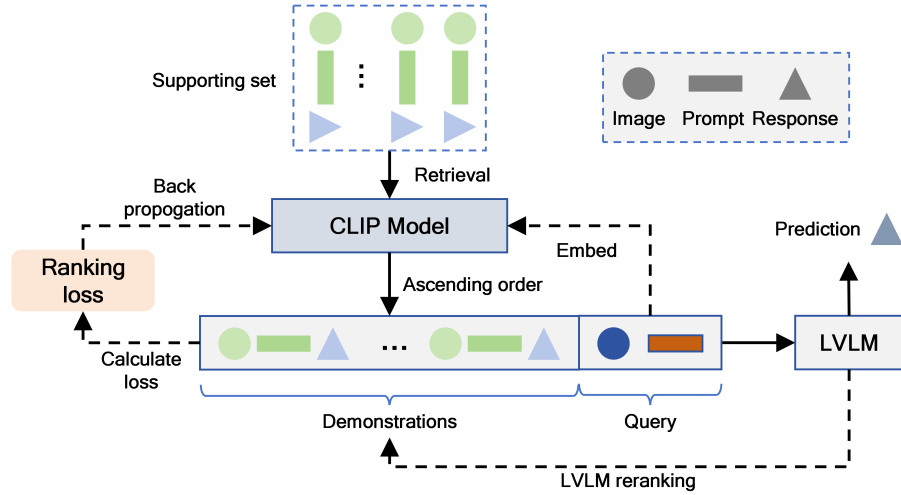 Supporting set
Image Prompt Response
Retrieval
Back
propogation
CLIP Model
Prediction
Embed
Ranking
loss
Ascending order
...
LVLM
Calculate
loss
Demonstrations
Query
LVLM reranking